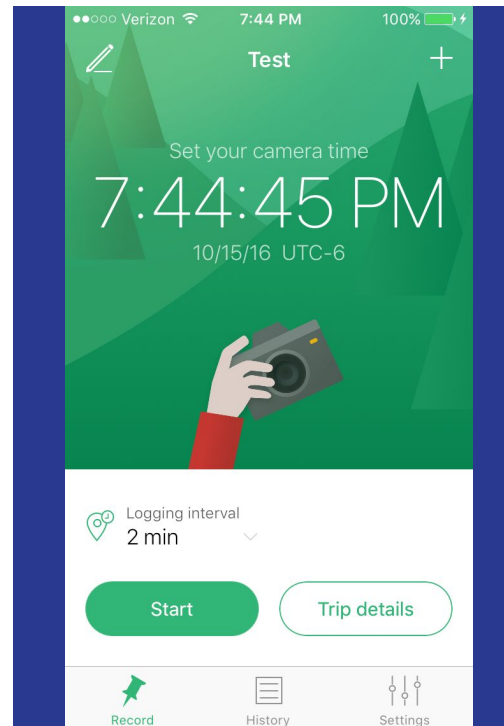 Verizon 7:44 PM 100%
Test
Set your camera time
7:44:45 PM
10/15/16 UTC-6
Logging interval
2 min
Start Trip details
Record History Settings